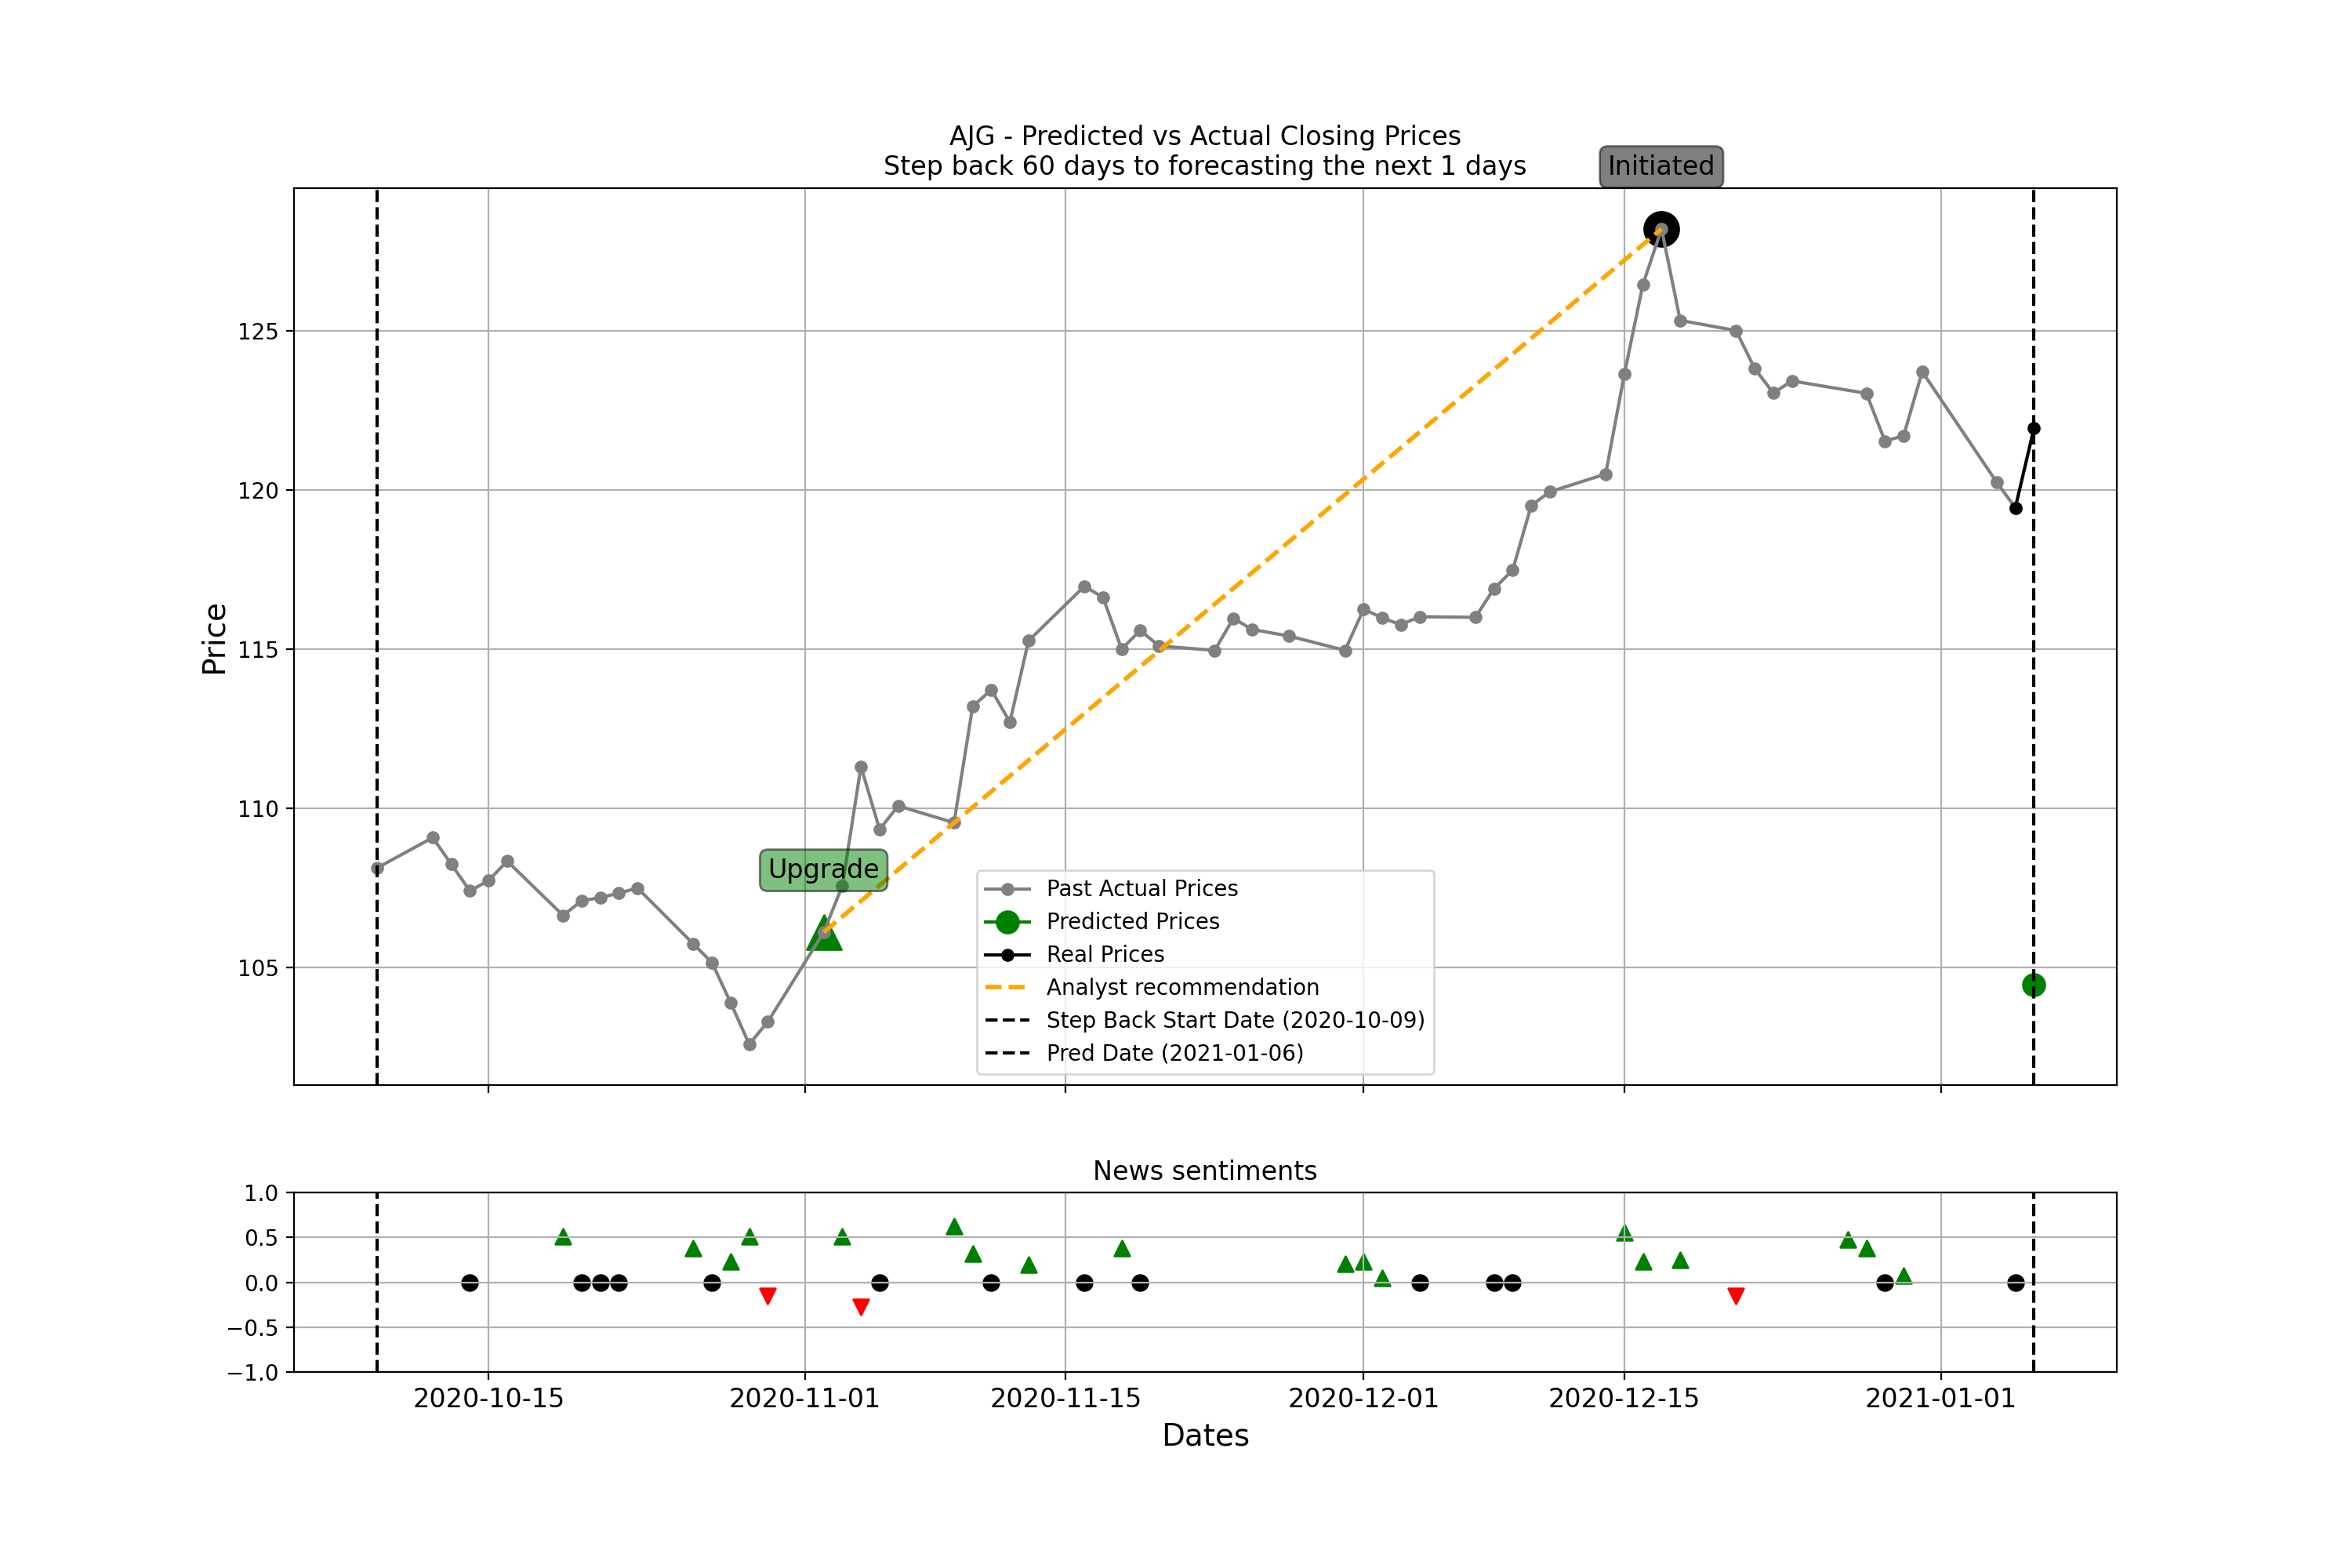 AJG - Predicted vs Actual Closing Prices
Step back 60 days to forecasting the next 1 days
Initiated
125
120
115
110
105
Price
Upgrade
Past Actual Prices
Predicted Prices
Real Prices
Analyst recommendation
Step Back Start Date (2020-10-09)
Pred Date (2021-01-06)
News sentiments
1.0
0.5
0.0
−0.5
−1.0
2020-10-15 2020-11-01 2020-11-15 2020-12-01 2020-12-15 2021-01-01
Dates